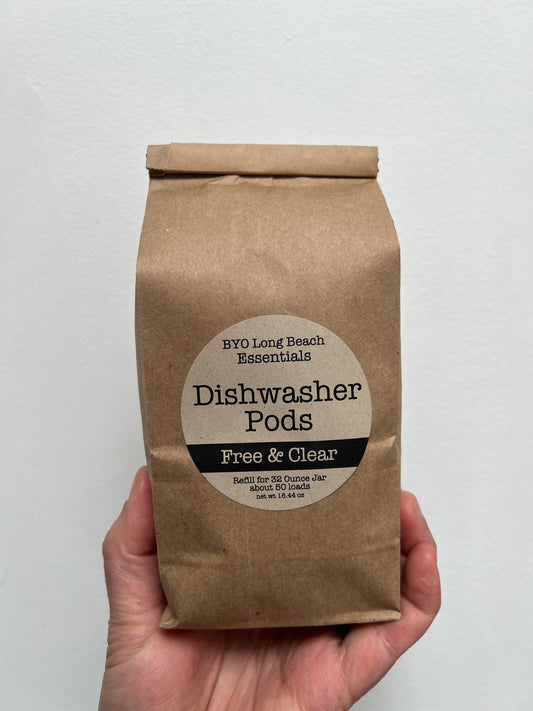 BYO Long Beach
Essentials
Dishwasher
Pods
Free & Clear
Refill for 32 Ounce Jar
about 50 loads
net wt 16.44 oz